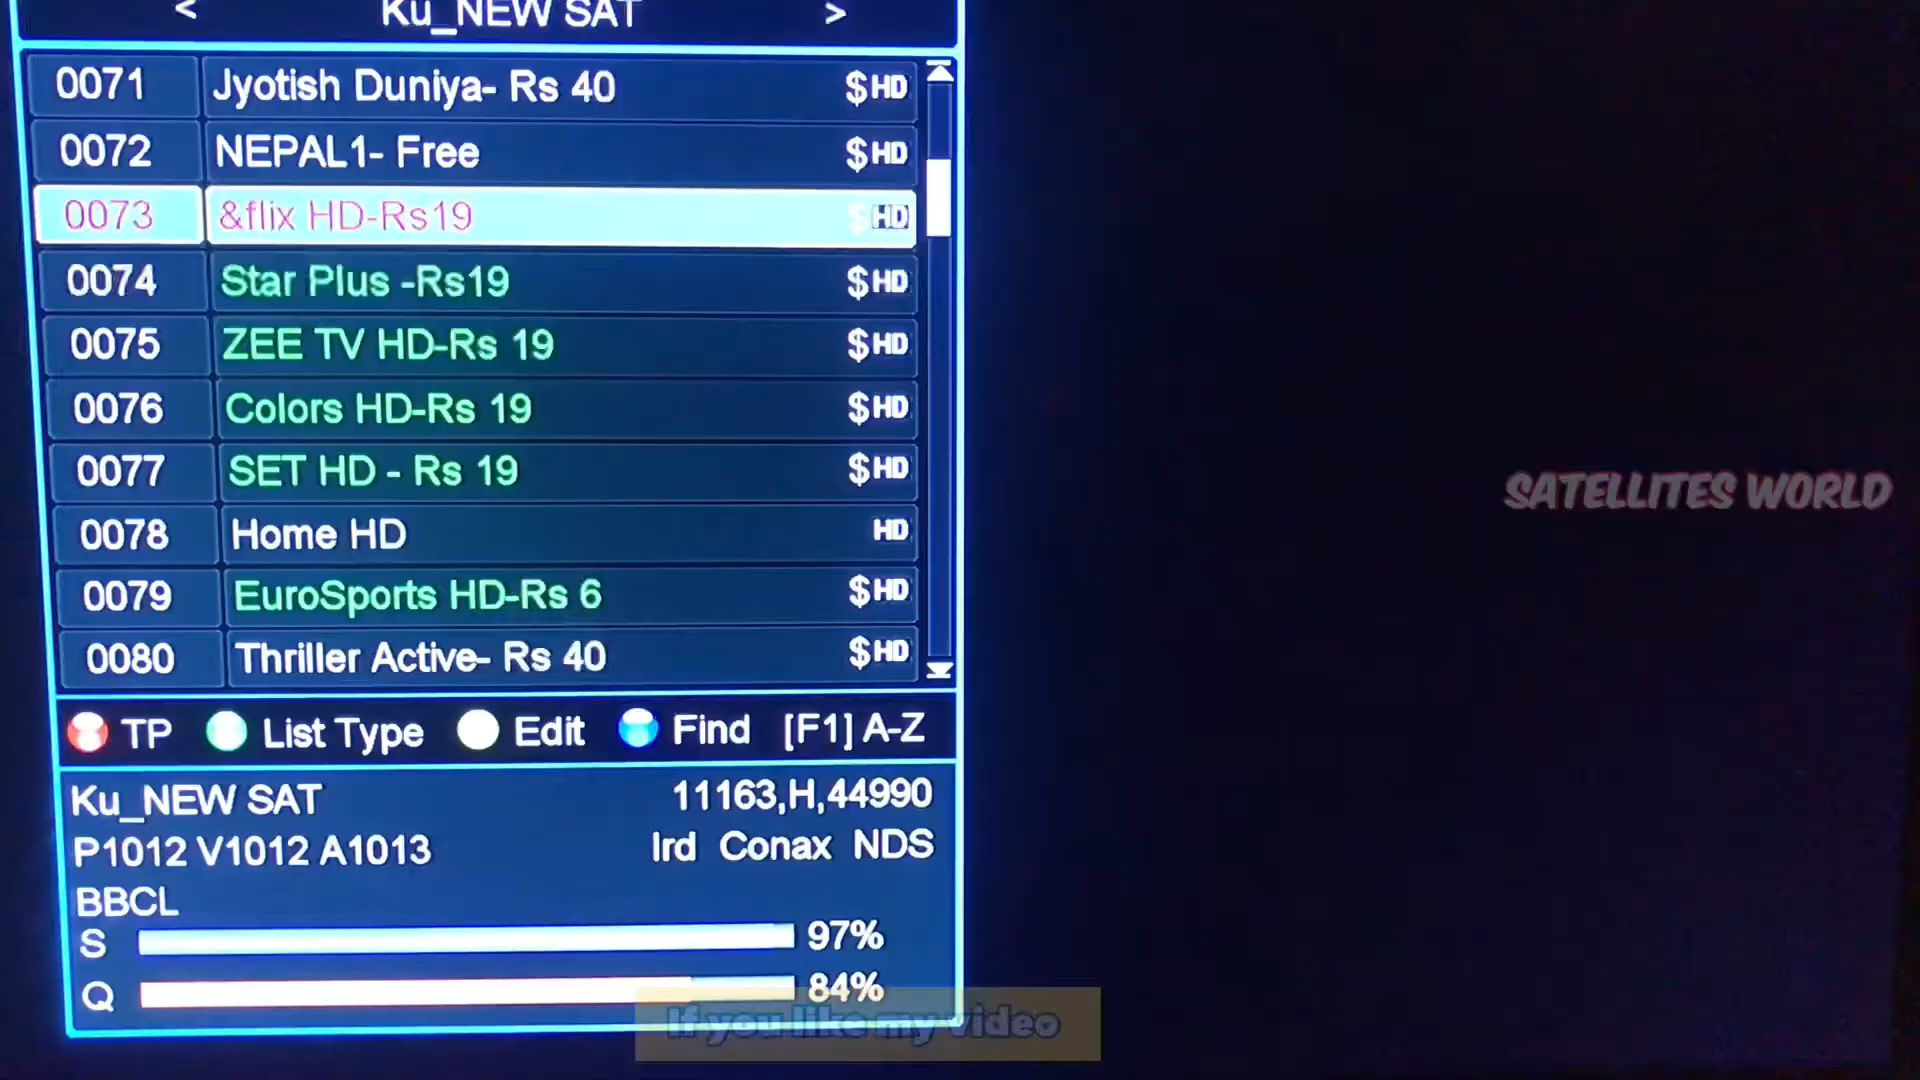 < Ku_NEW SAT >
0071 Jyotish Duniya- Rs 40 $HD
0072 NEPAL1- Free $HD
0073 &flix HD-Rs19 $HD
0074 Star Plus -Rs19 $HD
0075 ZEE TV HD-Rs 19 $HD
0076 Colors HD-Rs 19 $HD
0077 SET HD - Rs 19 $HD
0078 Home HD HD
0079 EuroSports HD-Rs 6 $HD
0080 Thriller Active- Rs 40 $HD
TP List Type Edit Find [F1] A-Z
Ku_NEW SAT 11163,H,44990
P1012 V1012 A1013 Ird Conax NDS
BBCL
S 97%
Q 84%
If you like my video
SATELLITES WORLD